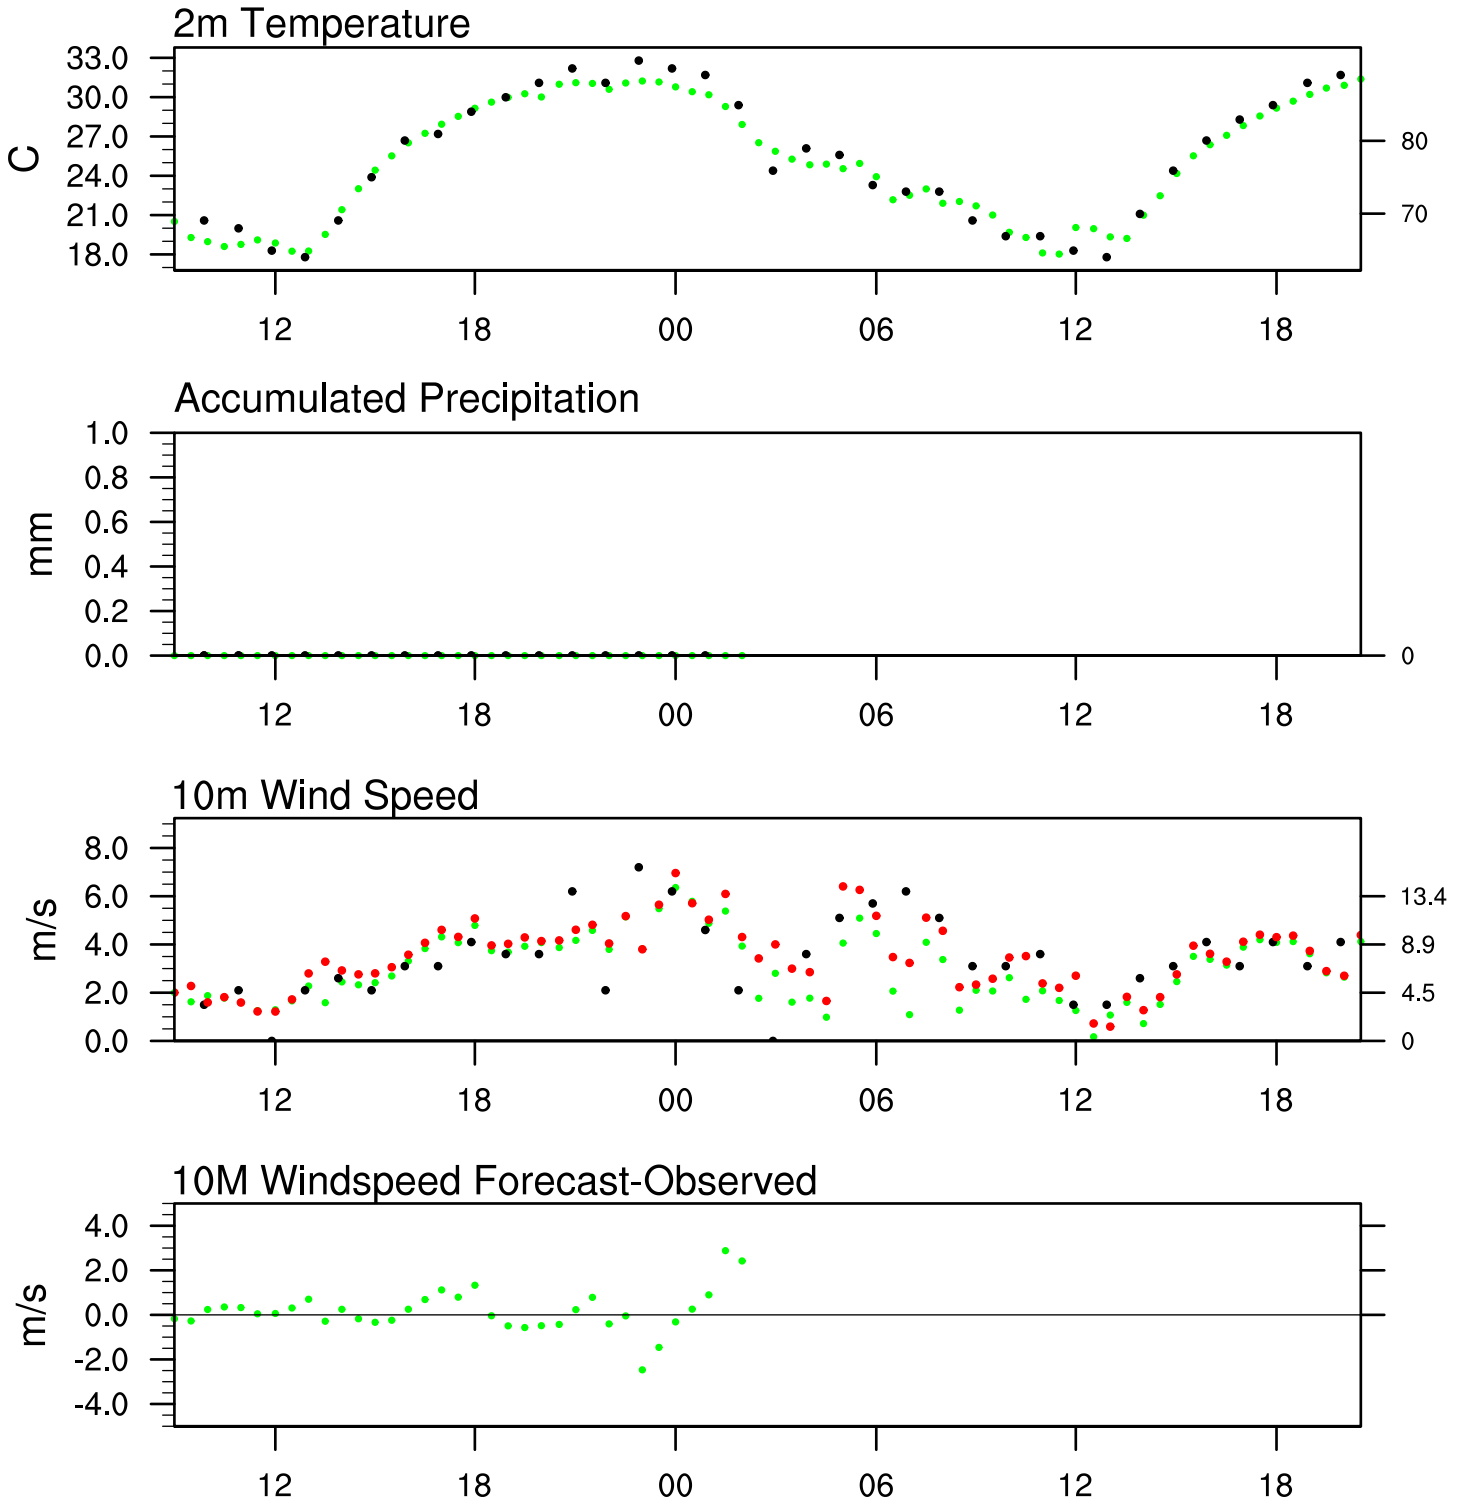 2m Temperature
C
33.0
30.0
27.0
24.0
21.0
18.0
80
70
12 18 00 06 12 18
Accumulated Precipitation
mm
1.0
0.8
0.6
0.4
0.2
0.0
0
12 18 00 06 12 18
10m Wind Speed
m/s
8.0
6.0
4.0
2.0
0.0
13.4
8.9
4.5
0
12 18 00 06 12 18
10M Windspeed Forecast-Observed
m/s
4.0
2.0
0.0
-2.0
-4.0
12 18 00 06 12 18